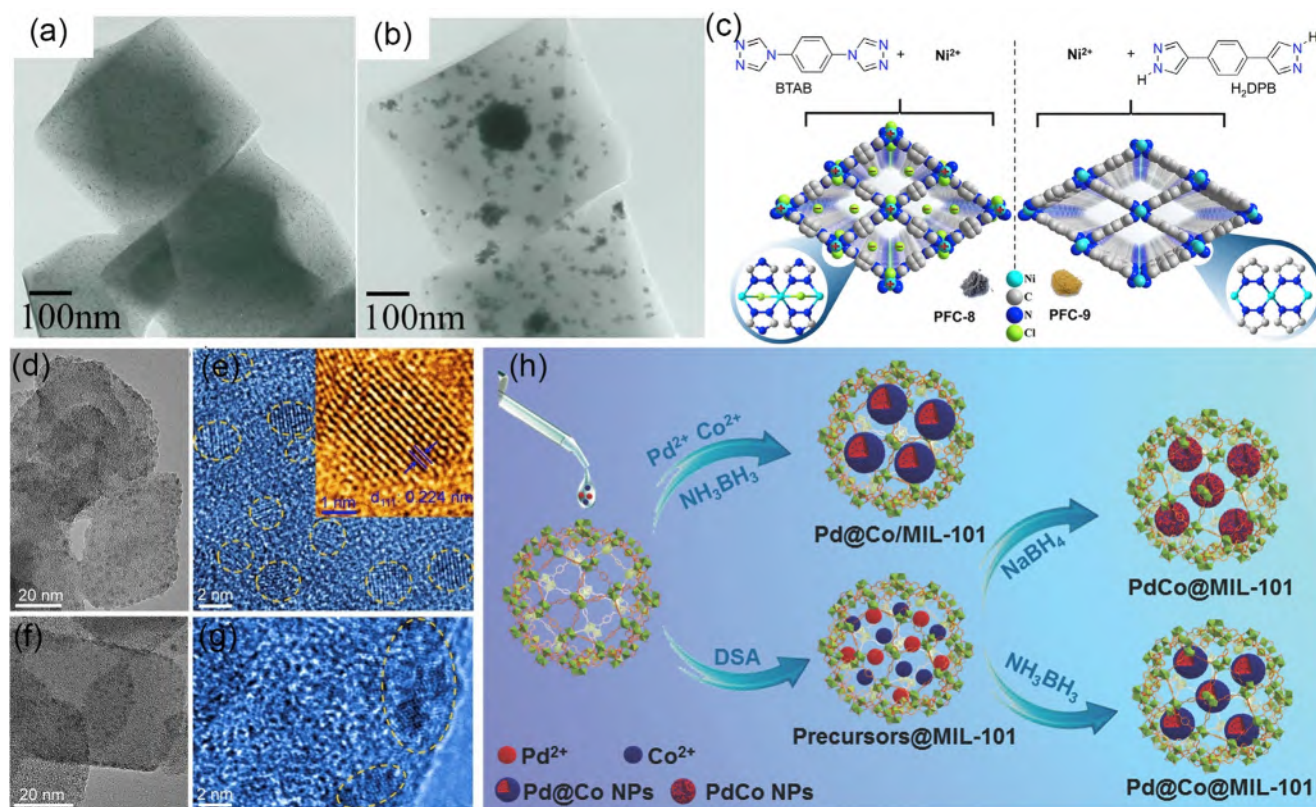 (a)
100nm
(b)
100nm
(c)
N
N
N
N
N
N
BTAB
+ Ni²⁺
Ni²⁺ +
H
N
N
N
N
H
H₂DPB
PFC-8
Ni
C
N
Cl
PFC-9
(d)
20 nm
(e)
2 nm
1 nm
d₁₁₁ 0.224 nm
(f)
20 nm
(g)
2 nm
(h)
Pd²⁺ Co²⁺
NH₃BH₃
Pd@Co/MIL-101
DSA
Precursors@MIL-101
NaBH₄
PdCo@MIL-101
NH₃BH₃
Pd@Co@MIL-101
Pd²⁺ Co²⁺
Pd@Co NPs PdCo NPs